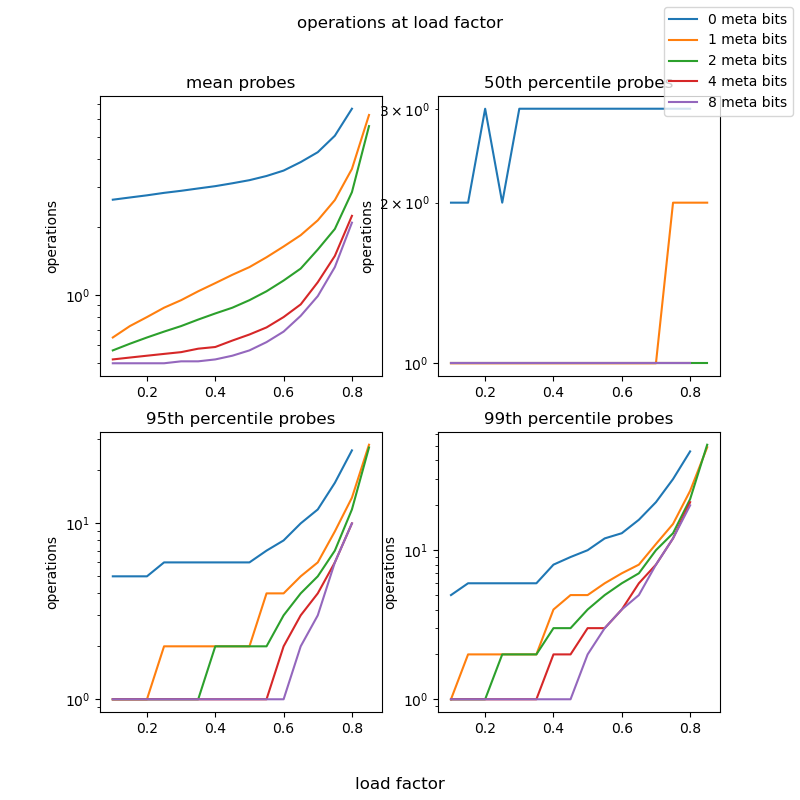 operations at load factor
0 meta bits
1 meta bits
2 meta bits
4 meta bits
8 meta bits
mean probes
operations
10⁰
0.2 0.4 0.6 0.8
50th percentile probes
operations
3 × 10⁰
2 × 10⁰
10⁰
0.2 0.4 0.6 0.8
95th percentile probes
operations
10¹
10⁰
0.2 0.4 0.6 0.8
99th percentile probes
operations
10¹
10⁰
0.2 0.4 0.6 0.8
load factor